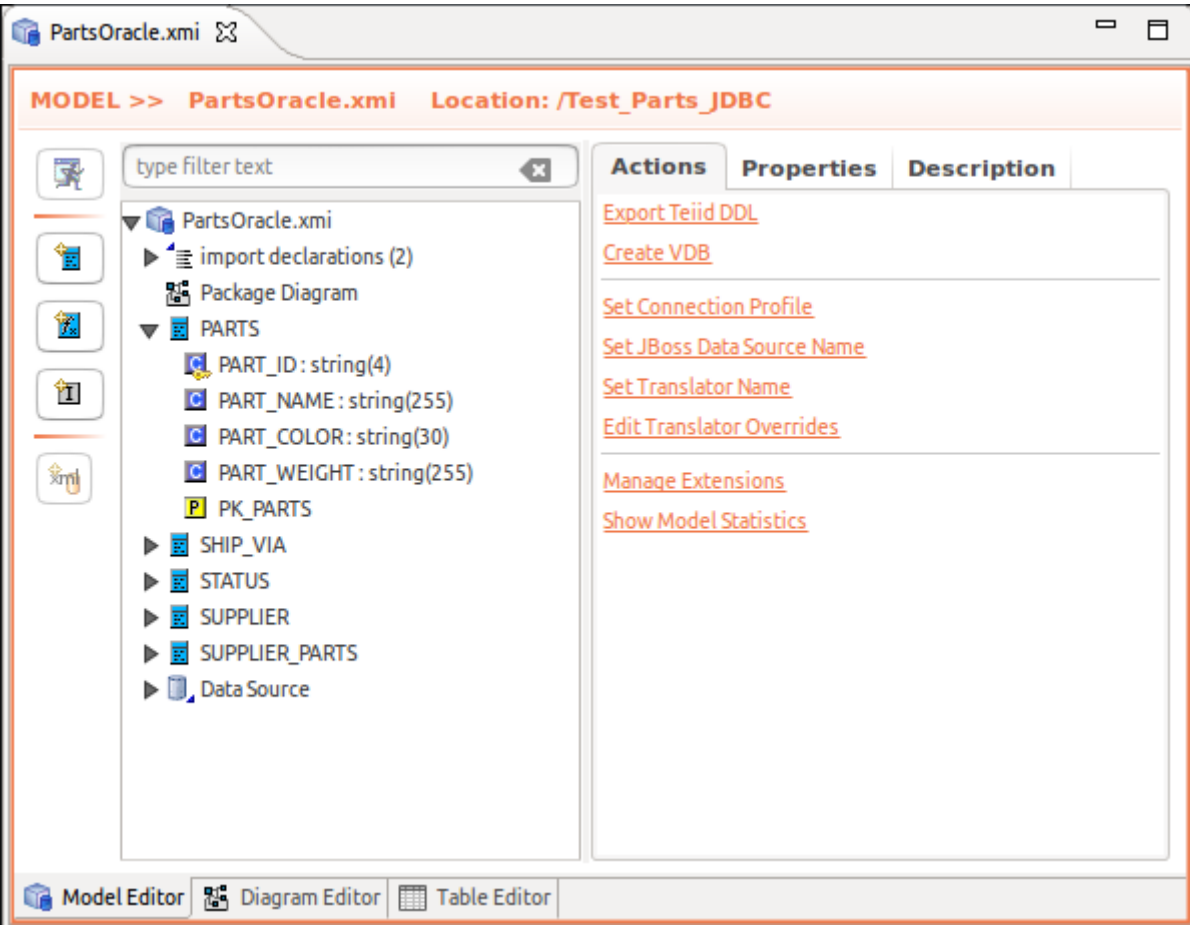 PartsOracle.xmi
MODEL >> PartsOracle.xmi Location: /Test_Parts_JDBC
type filter text
PartsOracle.xmi
import declarations (2)
Package Diagram
PARTS
PART_ID : string(4)
PART_NAME : string(255)
PART_COLOR : string(30)
PART_WEIGHT : string(255)
P PK_PARTS
SHIP_VIA
STATUS
SUPPLIER
SUPPLIER_PARTS
Data Source
Actions Properties Description
Export Teiid DDL
Create VDB
Set Connection Profile
Set JBoss Data Source Name
Set Translator Name
Edit Translator Overrides
Manage Extensions
Show Model Statistics
xml
Model Editor Diagram Editor Table Editor